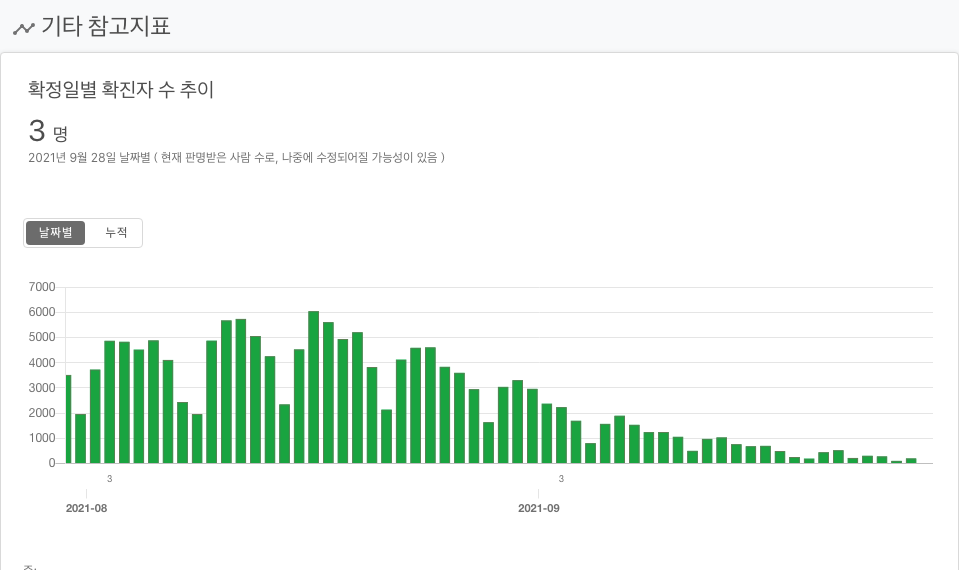 기타 참고지표
확정일별 확진자 수 추이
3 명
2021년 9월 28일 날짜별 ( 현재 판명받은 사람 수로, 나중에 수정되어질 가능성이 있음 )
날짜별 누적
7000
6000
5000
4000
3000
2000
1000
0
3 3
2021-08 2021-09